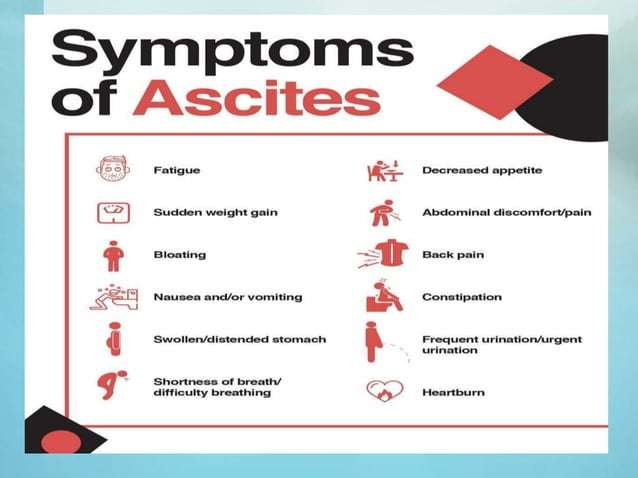 Symptoms
of Ascites
Fatigue
Sudden weight gain
Bloating
Nausea and/or vomiting
Swollen/distended stomach
Shortness of breath/
difficulty breathing
Decreased appetite
Abdominal discomfort/pain
Back pain
Constipation
Frequent urination/urgent
urination
Heartburn